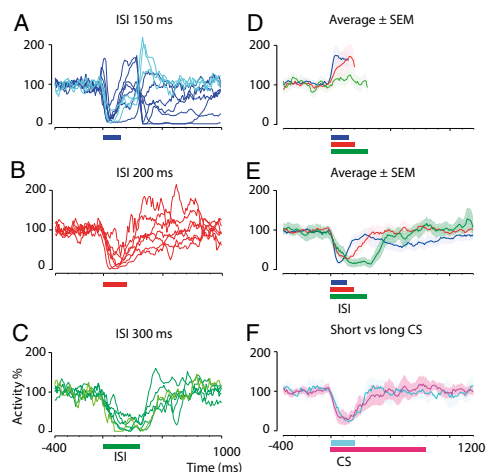 A
ISI 150 ms
200
100
0
B
ISI 200 ms
200
100
0
C
ISI 300 ms
200
100
0
Activity %
ISI
-400
1000
Time (ms)
D
Average ± SEM
200
100
0
E
Average ± SEM
200
100
0
ISI
F
Short vs long CS
200
100
0
-400
1200
CS